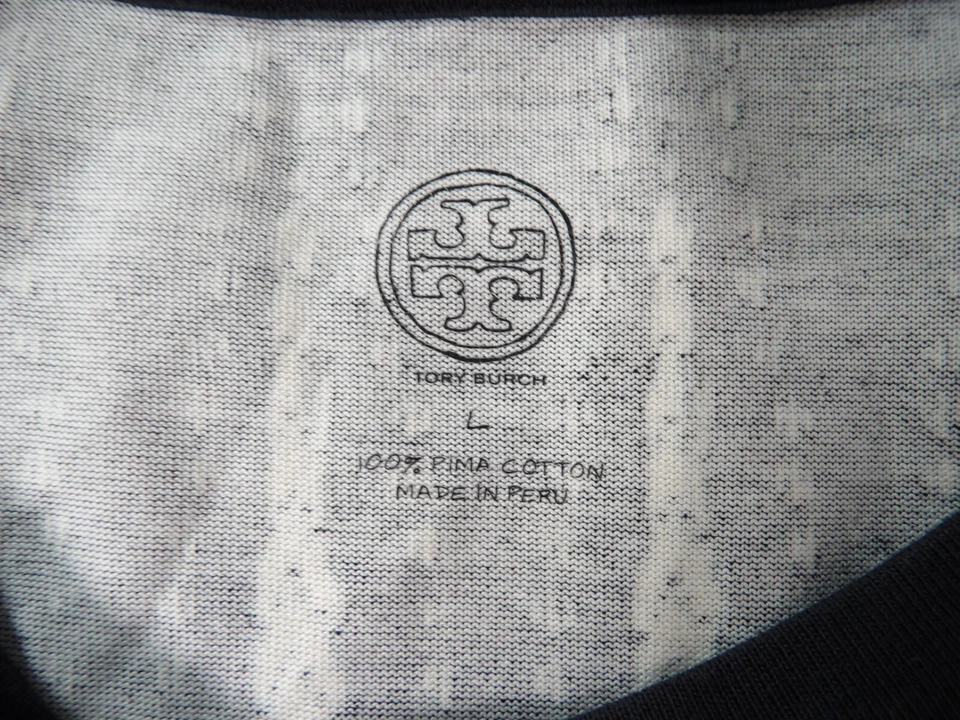 TORY BURCH
L
100% PIMA COTTON
MADE IN PERU